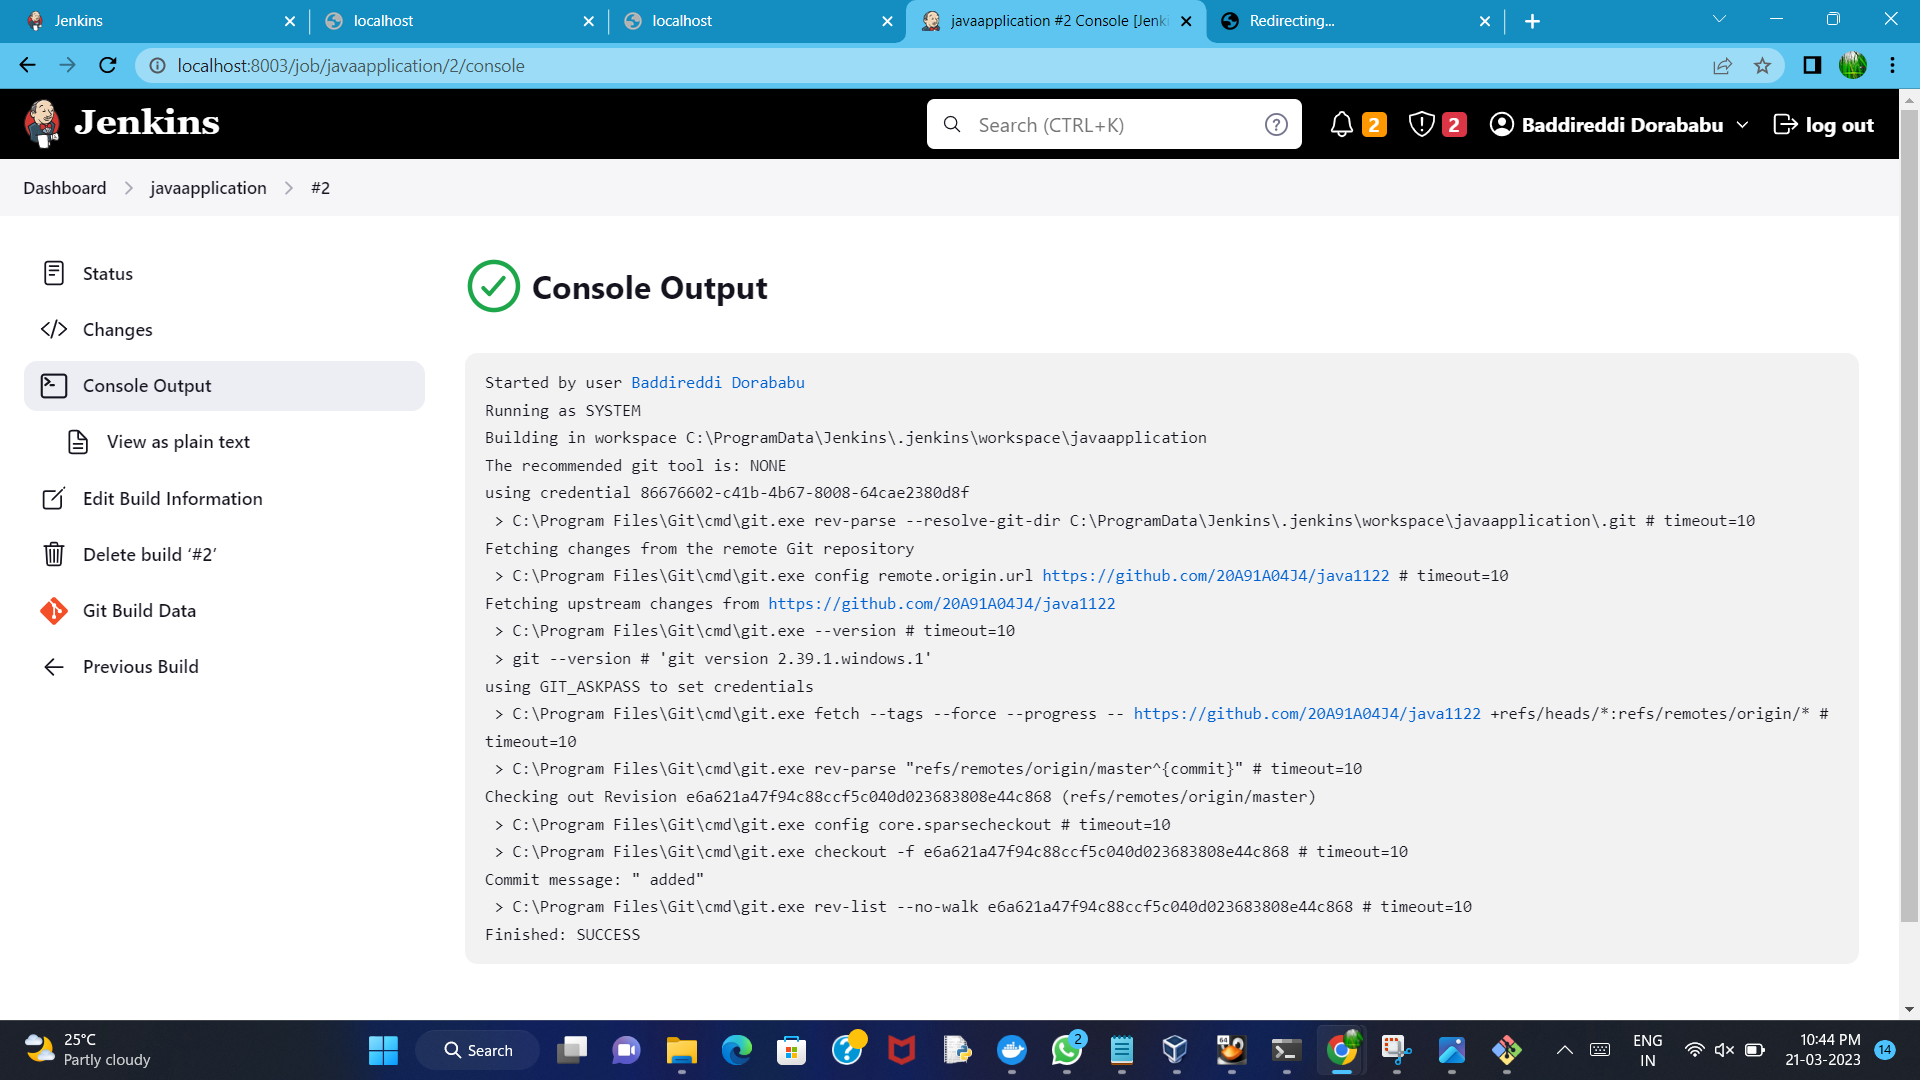 Jenkins
localhost
localhost
javaapplication #2 Console [Jenki
Redirecting...
localhost:8003/job/javaapplication/2/console
Jenkins
Search (CTRL+K)
2
2
Baddireddi Dorababu
log out
Dashboard
javaapplication
#2
Status
Changes
Console Output
View as plain text
Edit Build Information
Delete build ‘#2’
Git Build Data
Previous Build
Console Output
Started by user Baddireddi Dorababu
Running as SYSTEM
Building in workspace C:\ProgramData\Jenkins\.jenkins\workspace\javaapplication
The recommended git tool is: NONE
using credential 86676602-c41b-4b67-8008-64cae2380d8f
> C:\Program Files\Git\cmd\git.exe rev-parse --resolve-git-dir C:\ProgramData\Jenkins\.jenkins\workspace\javaapplication\.git # timeout=10
Fetching changes from the remote Git repository
> C:\Program Files\Git\cmd\git.exe config remote.origin.url https://github.com/20A91A04J4/java1122 # timeout=10
Fetching upstream changes from https://github.com/20A91A04J4/java1122
> C:\Program Files\Git\cmd\git.exe --version # timeout=10
> git --version # 'git version 2.39.1.windows.1'
using GIT_ASKPASS to set credentials
> C:\Program Files\Git\cmd\git.exe fetch --tags --force --progress -- https://github.com/20A91A04J4/java1122 +refs/heads/*:refs/remotes/origin/* #
timeout=10
> C:\Program Files\Git\cmd\git.exe rev-parse "refs/remotes/origin/master^{commit}" # timeout=10
Checking out Revision e6a621a47f94c88ccf5c040d023683808e44c868 (refs/remotes/origin/master)
> C:\Program Files\Git\cmd\git.exe config core.sparsecheckout # timeout=10
> C:\Program Files\Git\cmd\git.exe checkout -f e6a621a47f94c88ccf5c040d023683808e44c868 # timeout=10
Commit message: " added"
> C:\Program Files\Git\cmd\git.exe rev-list --no-walk e6a621a47f94c88ccf5c040d023683808e44c868 # timeout=10
Finished: SUCCESS
25°C
Partly cloudy
Search
2
64
ENG
IN
10:44 PM
21-03-2023
14